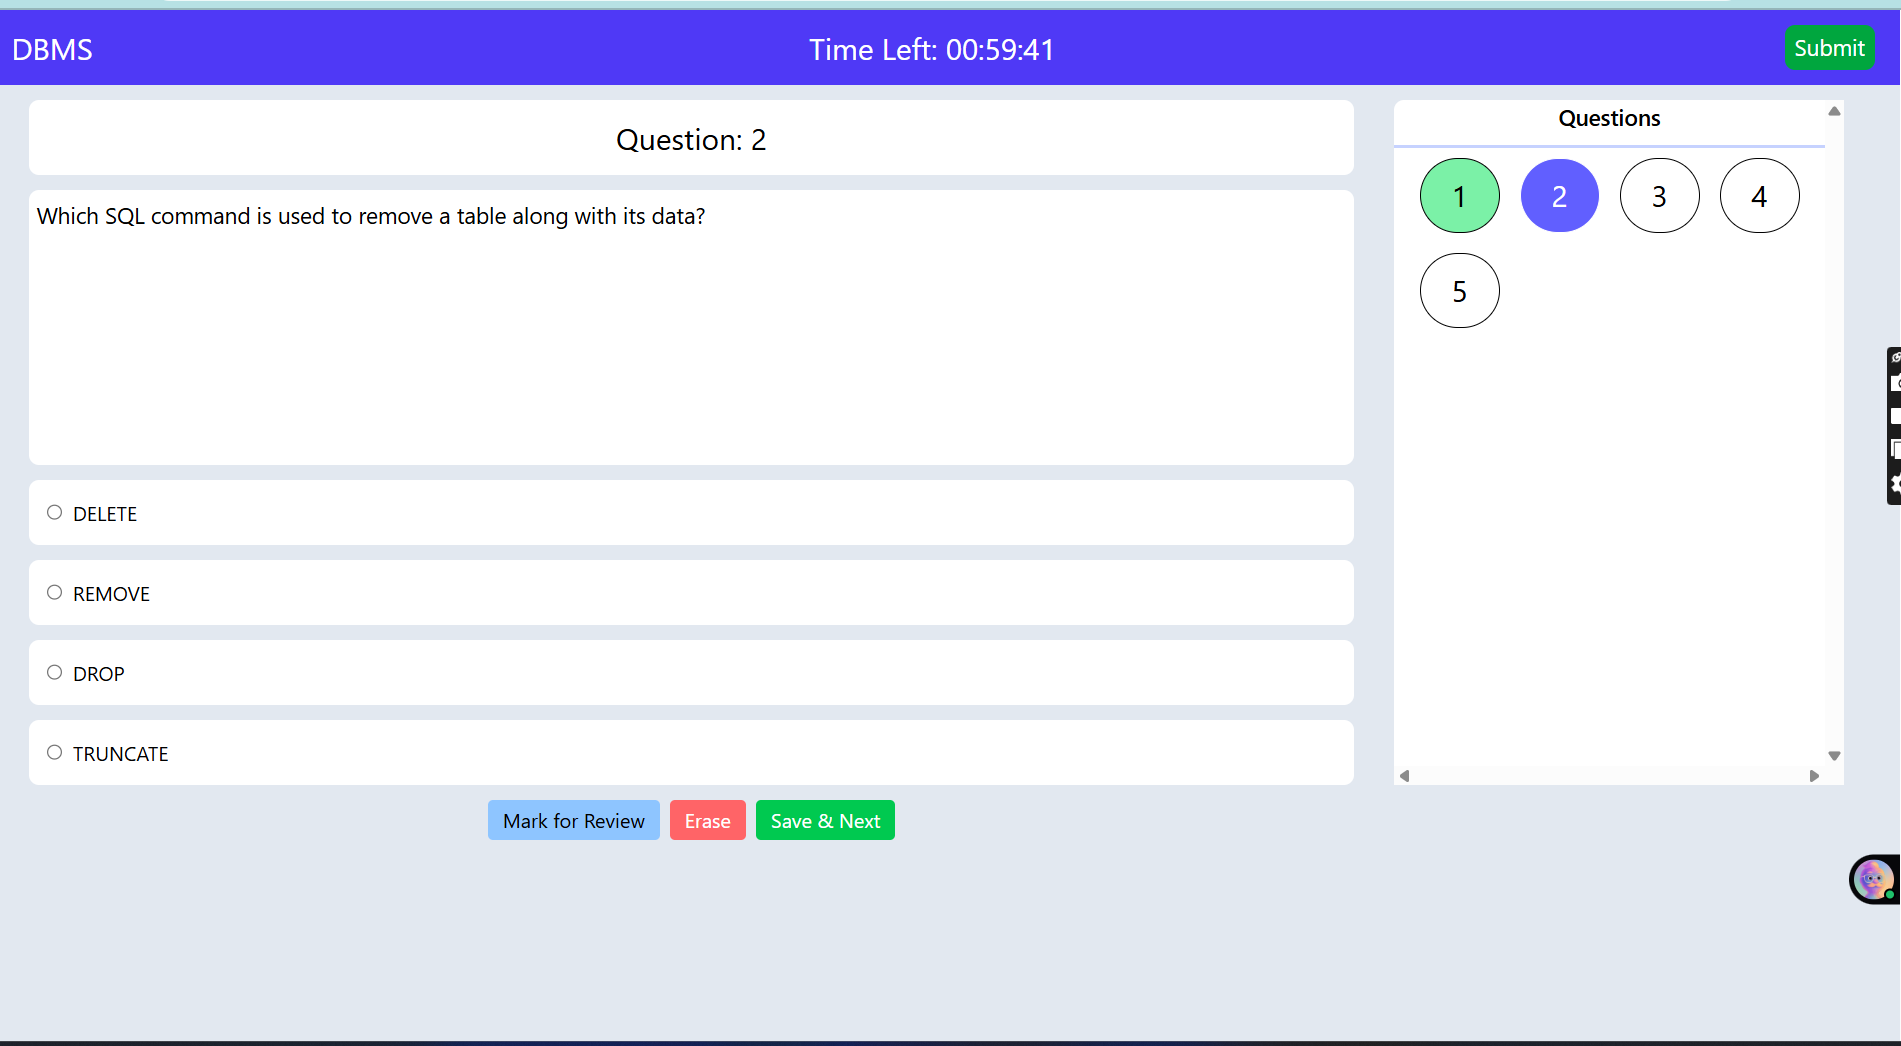 DBMS
Time Left: 00:59:41
Submit
Question: 2
Which SQL command is used to remove a table along with its data?
DELETE
REMOVE
DROP
TRUNCATE
Mark for Review
Erase
Save & Next
Questions
1
2
3
4
5